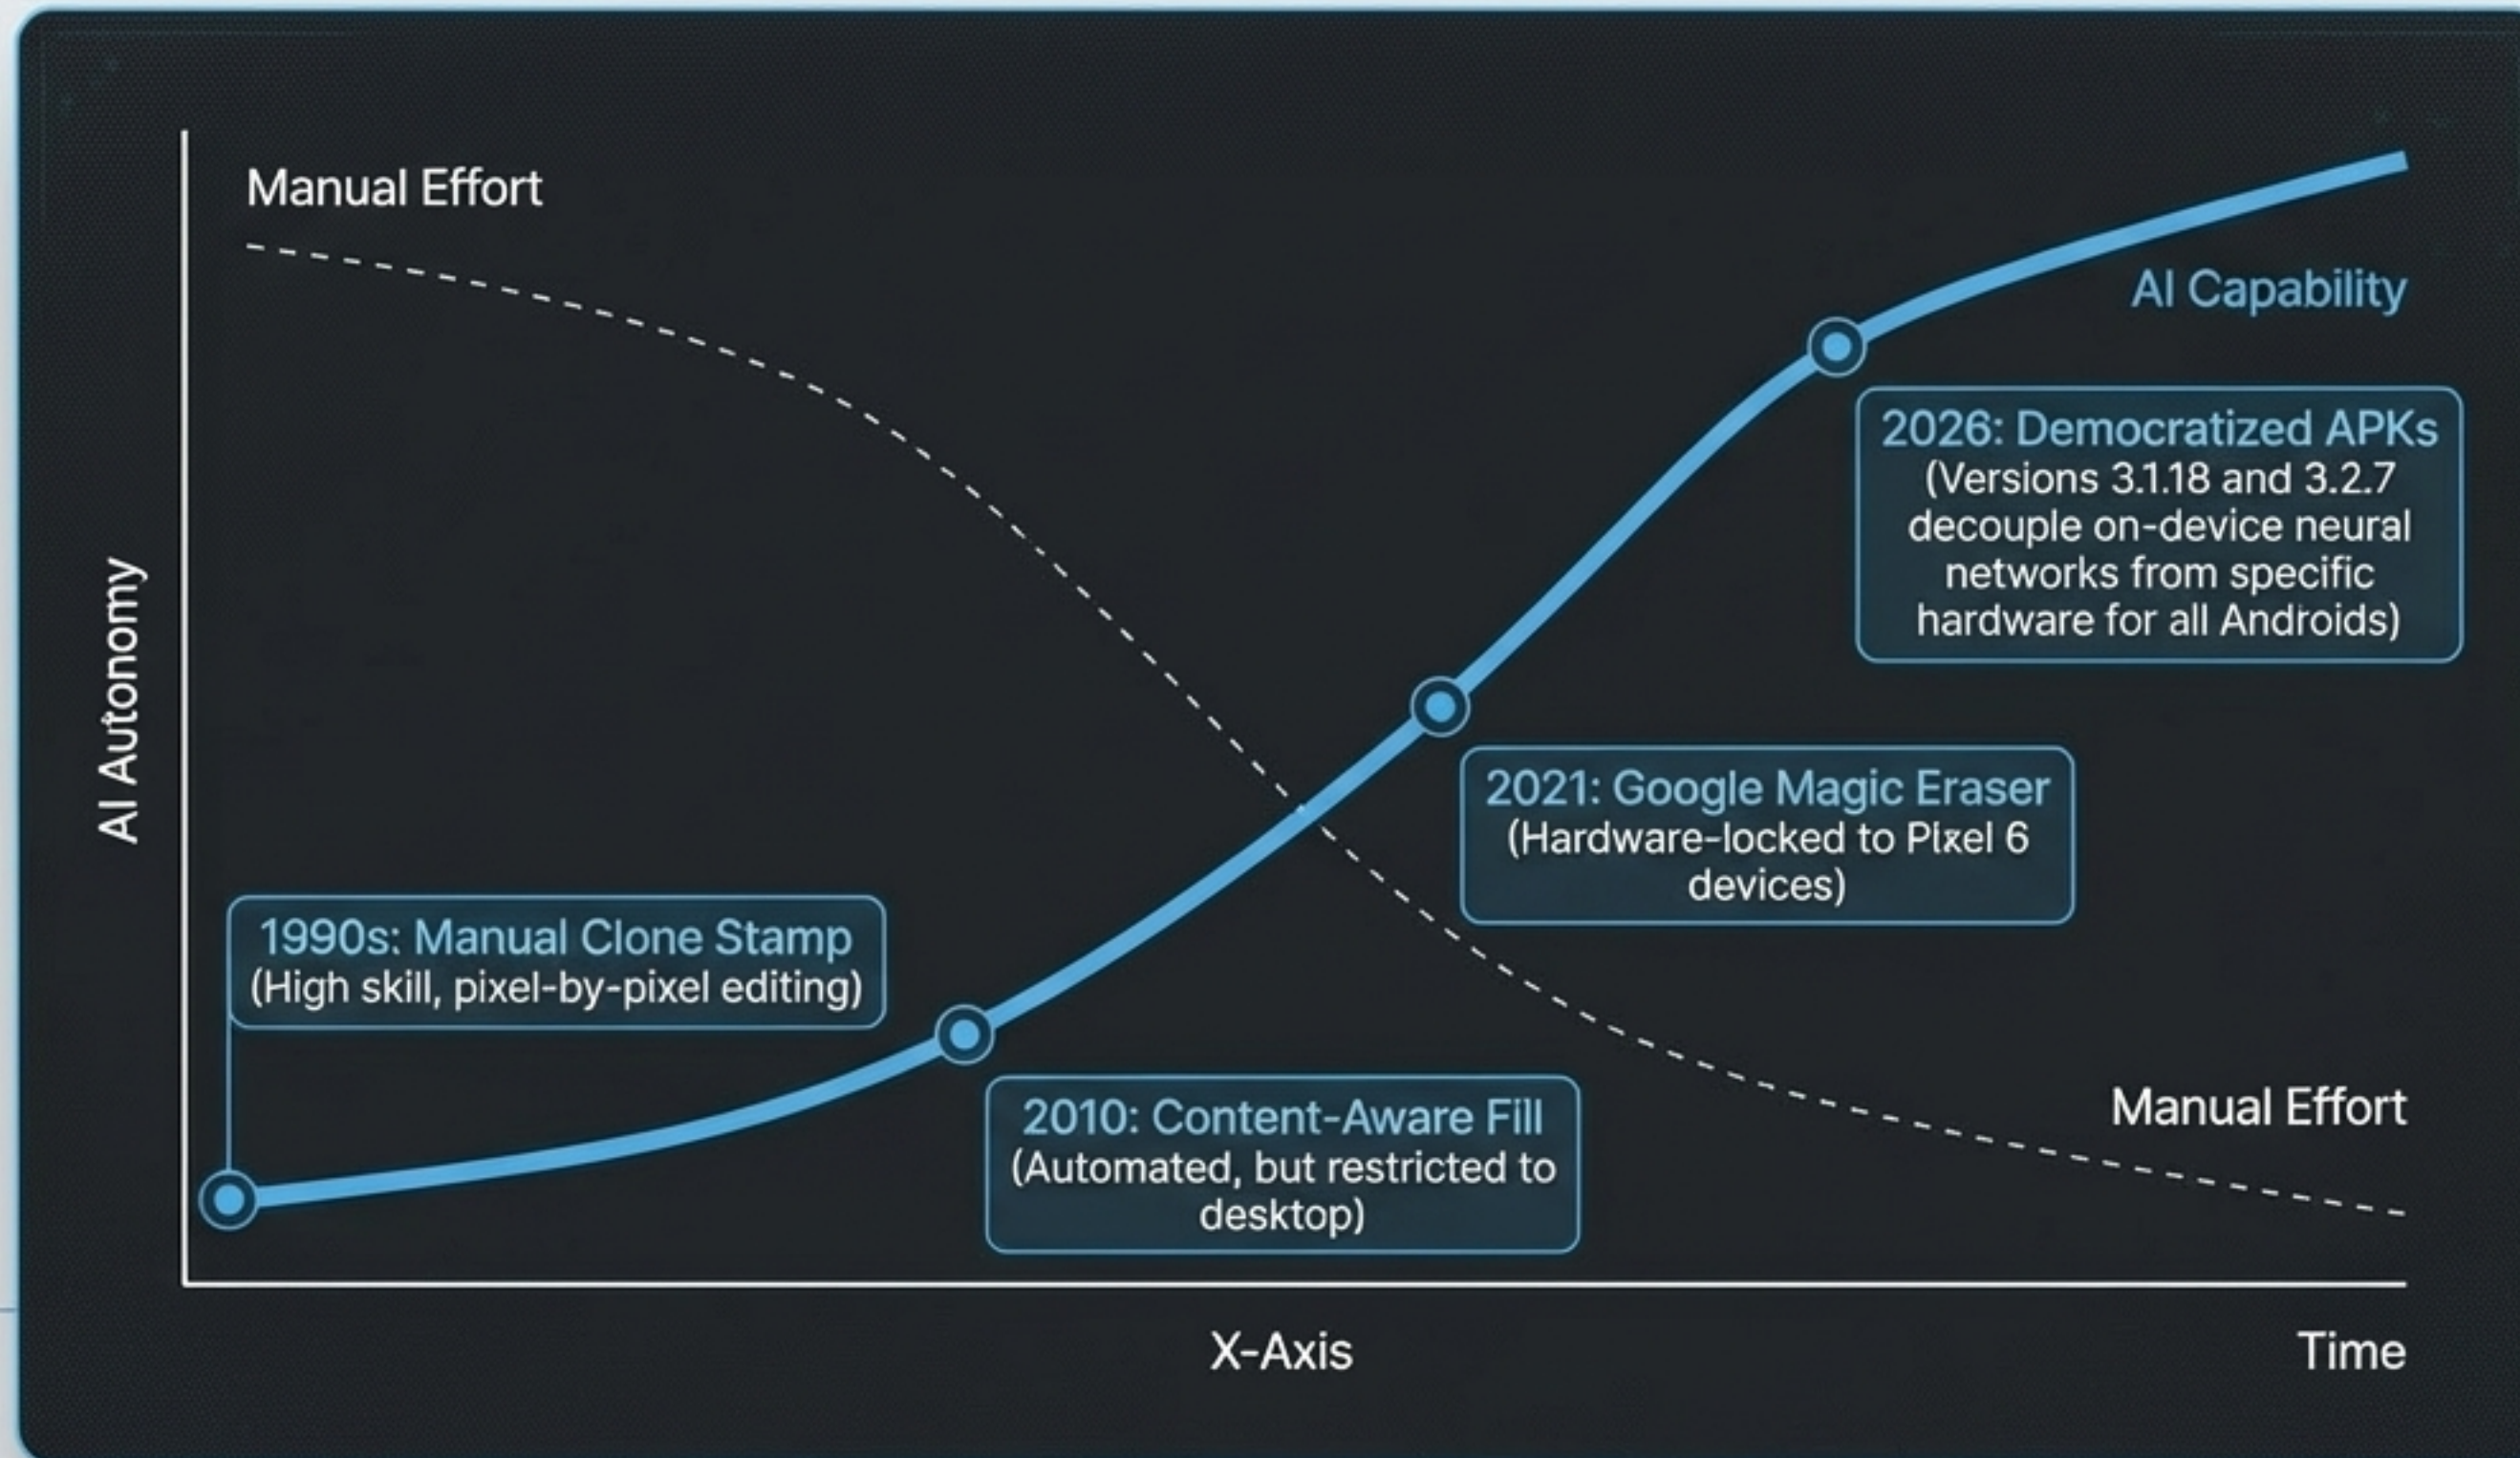 Manual Effort
AI Capability
2026: Democratized APKs
(Versions 3.1.18 and 3.2.7
decouple on-device neural
networks from specific
hardware for all Androids)
AI Autonomy
2021: Google Magic Eraser
(Hardware-locked to Pixel 6
devices)
1990s: Manual Clone Stamp
(High skill, pixel-by-pixel editing)
2010: Content-Aware Fill
(Automated, but restricted to
desktop)
Manual Effort
X-Axis
Time